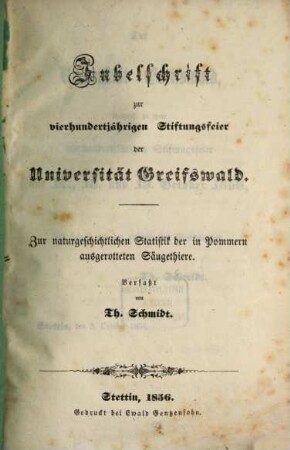 Jubelschrift
zur
vierhundertjährigen Stiftungsfeier
der
Universität Greifswald.
Zur naturgeschichtlichen Statistik der in Pommern
ausgerotteten Säugethiere.
Verfaßt
von
Th. Schmidt.
Stettin, 1856.
Gedruckt bei Ewald Gentzensohn.